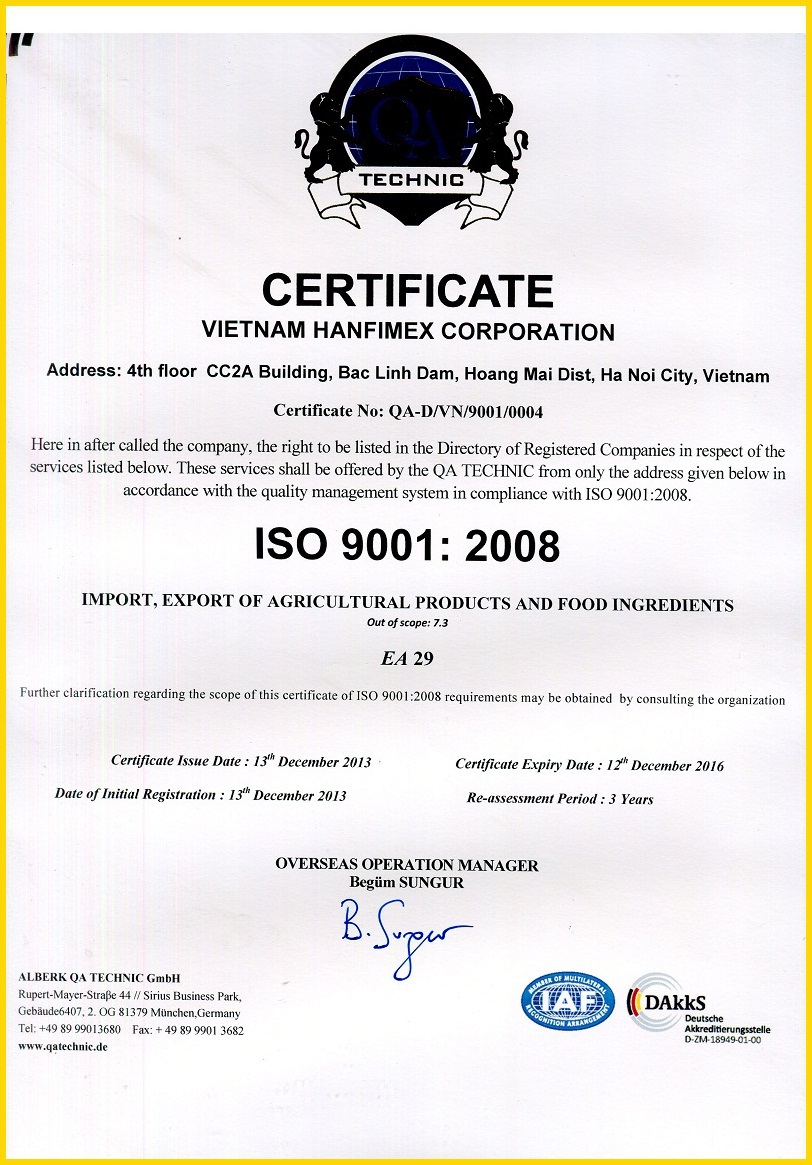 QA
TECHNIC
CERTIFICATE
VIETNAM HANFIMEX CORPORATION
Address: 4th floor CC2A Building, Bac Linh Dam, Hoang Mai Dist, Ha Noi City, Vietnam
Certificate No: QA-D/VN/9001/0004
Here in after called the company, the right to be listed in the Directory of Registered Companies in respect of the
services listed below. These services shall be offered by the QA TECHNIC from only the address given below in
accordance with the quality management system in compliance with ISO 9001:2008.
ISO 9001: 2008
IMPORT, EXPORT OF AGRICULTURAL PRODUCTS AND FOOD INGREDIENTS
Out of scope: 7.3
EA 29
Further clarification regarding the scope of this certificate of ISO 9001:2008 requirements may be obtained by consulting the organization
Certificate Issue Date : 13th December 2013
Certificate Expiry Date : 12th December 2016
Date of Initial Registration : 13th December 2013
Re-assessment Period : 3 Years
OVERSEAS OPERATION MANAGER
Begüm SUNGUR
B. Sungur
ALBERK QA TECHNIC GmbH
Rupert-Mayer-Straβe 44 // Sirius Business Park,
Gebäude6407, 2. OG 81379 München,Germany
Tel: +49 89 99013680 Fax: + 49 89 9901 3682
www.qatechnic.de
MEMBER OF MULTILATERAL
IAF
RECOGNITION ARRANGEMENT
DAkkS
Deutsche
Akkreditierungsstelle
D-ZM-18949-01-00